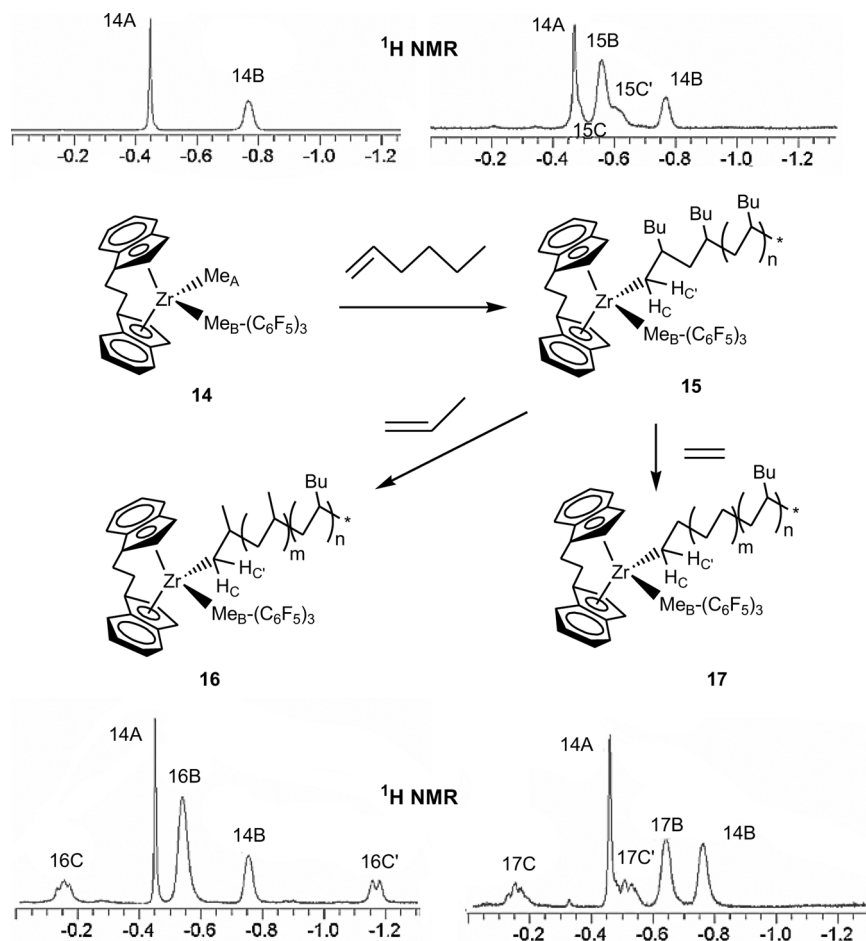 14A
14B
¹H NMR
14A
15B
15C'
14B
15C
-0.2 -0.4 -0.6 -0.8 -1.0 -1.2
-0.2 -0.4 -0.6 -0.8 -1.0 -1.2
Zr
MeA
MeB-(C6F5)3
14
Bu
Bu
Bu
n
*
Zr
HC'
HC
MeB-(C6F5)3
15
Bu
m
n
*
Zr
HC'
HC
MeB-(C6F5)3
16
Bu
m
n
*
Zr
HC'
HC
MeB-(C6F5)3
17
16C
14A
16B
14B
16C'
¹H NMR
17C
14A
17C'
17B
14B
-0.2 -0.4 -0.6 -0.8 -1.0 -1.2
-0.2 -0.4 -0.6 -0.8 -1.0 -1.2